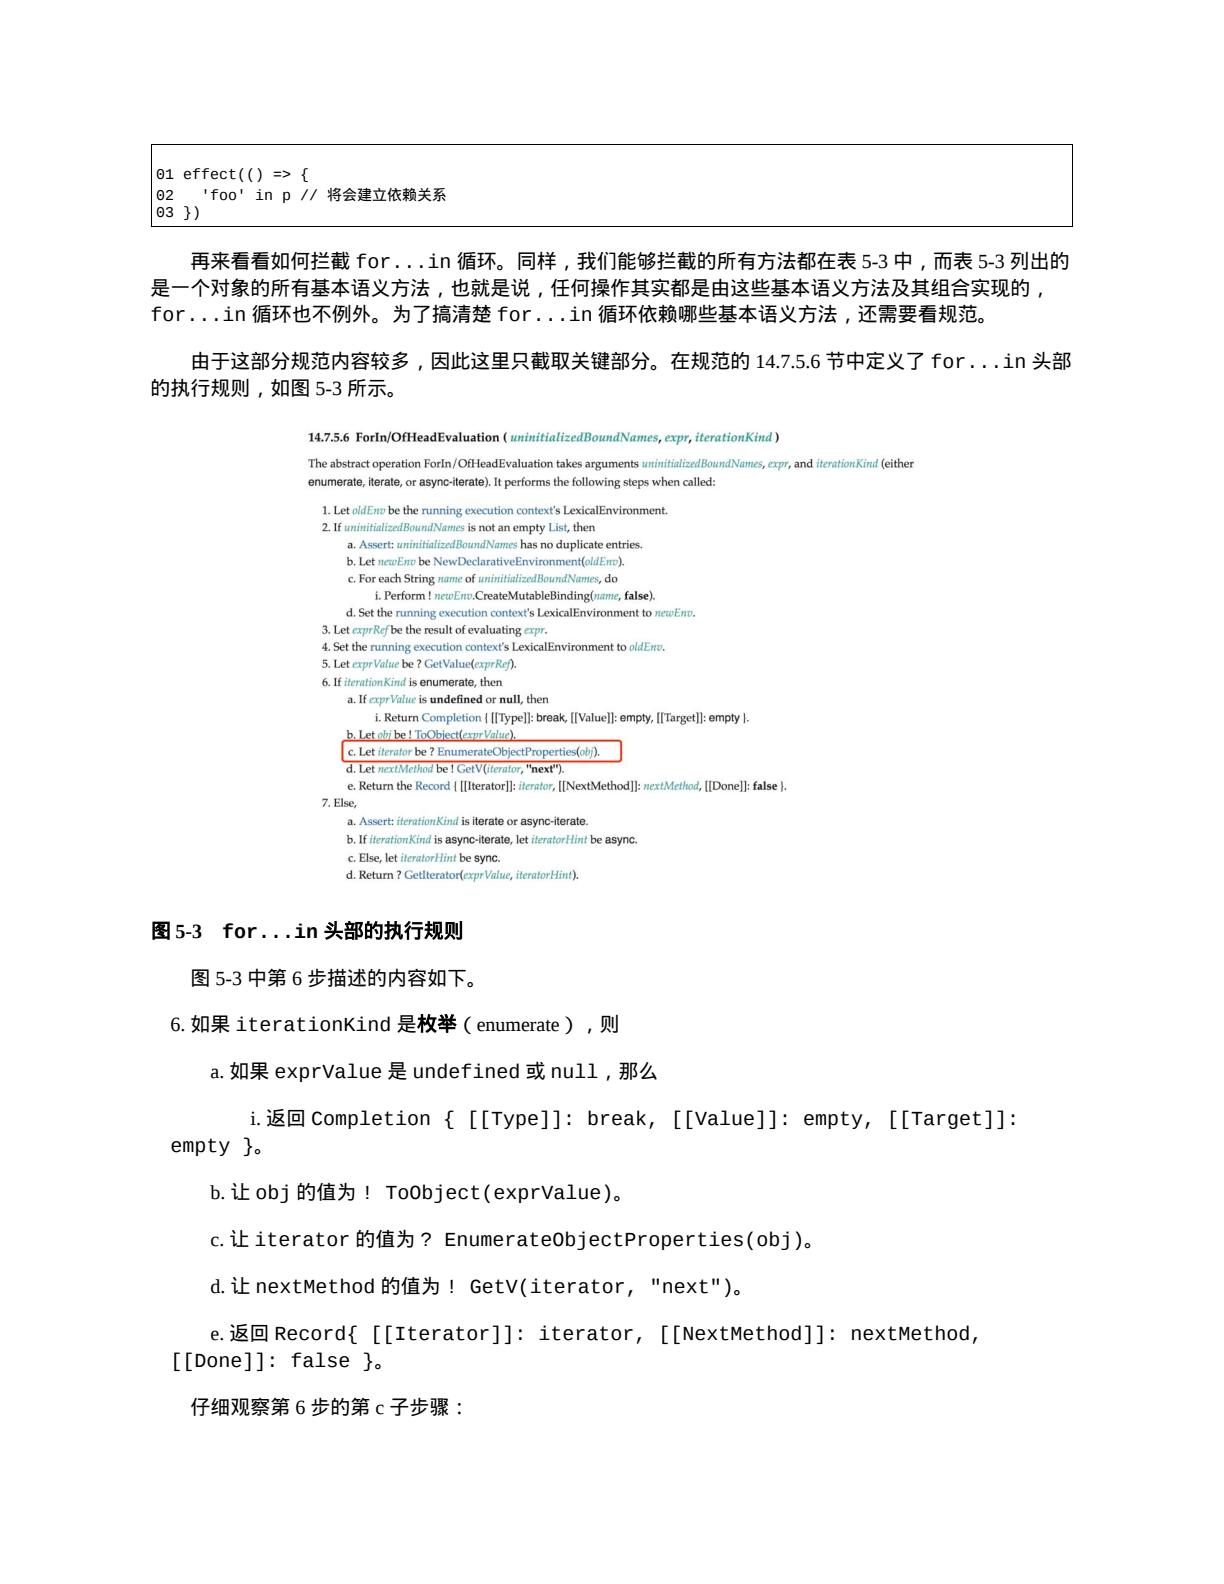 01 effect(() => {
02   'foo' in p // 将会建立依赖关系
03 })
再来看看如何拦截 for...in 循环。同样，我们能够拦截的所有方法都在表 5-3 中，而表 5-3 列出的
是一个对象的所有基本语义方法，也就是说，任何操作其实都是由这些基本语义方法及其组合实现的，
for...in 循环也不例外。为了搞清楚 for...in 循环依赖哪些基本语义方法，还需要看规范。
由于这部分规范内容较多，因此这里只截取关键部分。在规范的 14.7.5.6 节中定义了 for...in 头部
的执行规则，如图 5-3 所示。
14.7.5.6 ForIn/OfHeadEvaluation ( uninitializedBoundNames, expr, iterationKind )
The abstract operation ForIn/OfHeadEvaluation takes arguments uninitializedBoundNames, expr, and iterationKind (either
enumerate, iterate, or async-iterate). It performs the following steps when called:
1. Let oldEnv be the running execution context's LexicalEnvironment.
2. If uninitializedBoundNames is not an empty List, then
a. Assert: uninitializedBoundNames has no duplicate entries.
b. Let newEnv be NewDeclarativeEnvironment(oldEnv).
c. For each String name of uninitializedBoundNames, do
i. Perform ! newEnv.CreateMutableBinding(name, false).
d. Set the running execution context's LexicalEnvironment to newEnv.
3. Let exprRef be the result of evaluating expr.
4. Set the running execution context's LexicalEnvironment to oldEnv.
5. Let exprValue be ? GetValue(exprRef).
6. If iterationKind is enumerate, then
a. If exprValue is undefined or null, then
i. Return Completion { [[Type]]: break, [[Value]]: empty, [[Target]]: empty }.
b. Let obj be ! ToObject(exprValue).
c. Let iterator be ? EnumerateObjectProperties(obj).
d. Let nextMethod be ! GetV(iterator, "next").
e. Return the Record { [[Iterator]]: iterator, [[NextMethod]]: nextMethod, [[Done]]: false }.
7. Else,
a. Assert: iterationKind is iterate or async-iterate.
b. If iterationKind is async-iterate, let iteratorHint be async.
c. Else, let iteratorHint be sync.
d. Return ? GetIterator(exprValue, iteratorHint).
图 5-3 for...in 头部的执行规则
图 5-3 中第 6 步描述的内容如下。
6. 如果 iterationKind 是枚举（enumerate），则
a. 如果 exprValue 是 undefined 或 null，那么
i. 返回 Completion { [[Type]]: break, [[Value]]: empty, [[Target]]:
empty }。
b. 让 obj 的值为 ! ToObject(exprValue)。
c. 让 iterator 的值为 ? EnumerateObjectProperties(obj)。
d. 让 nextMethod 的值为 ! GetV(iterator, "next")。
e. 返回 Record{ [[Iterator]]: iterator, [[NextMethod]]: nextMethod,
[[Done]]: false }。
仔细观察第 6 步的第 c 子步骤：